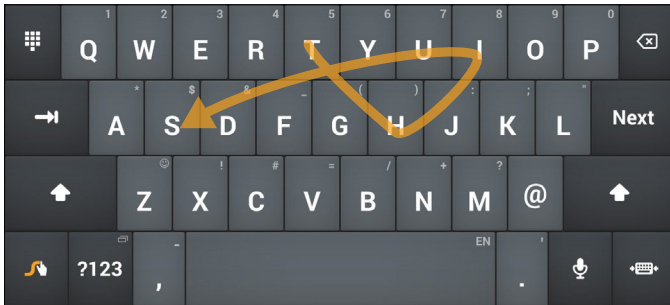 1 2 3 4 5 6 7 8 9 0
Q W E R T Y U I O P
* $ & _ ( ) : ; "
A S D F G H J K L Next
! # = / + ?
Z X C V B N M @
EN '
?123 , - .